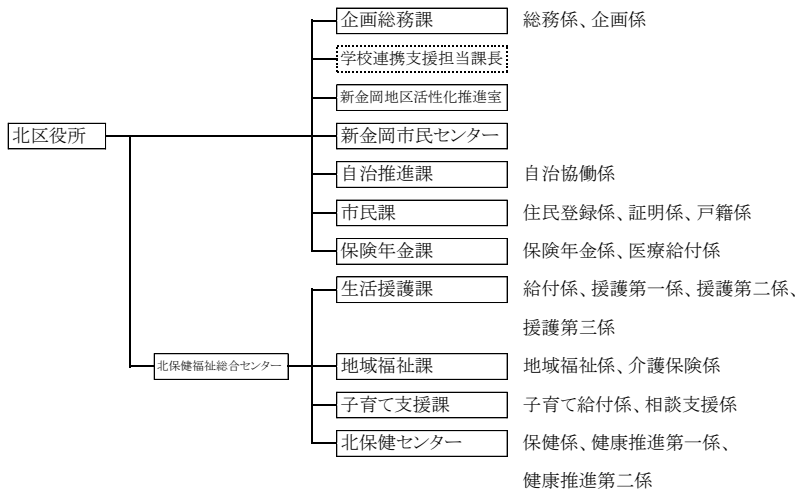 企画総務課 総務係、企画係
学校連携支援担当課長
新金岡地区活性化推進室
北区役所 新金岡市民センター
自治推進課 自治協働係
市民課 住民登録係、証明係、戸籍係
保険年金課 保険年金係、医療給付係
生活援護課 給付係、援護第一係、援護第二係、
援護第三係
北保健福祉総合センター 地域福祉課 地域福祉係、介護保険係
子育て支援課 子育て給付係、相談支援係
北保健センター 保健係、健康推進第一係、
健康推進第二係